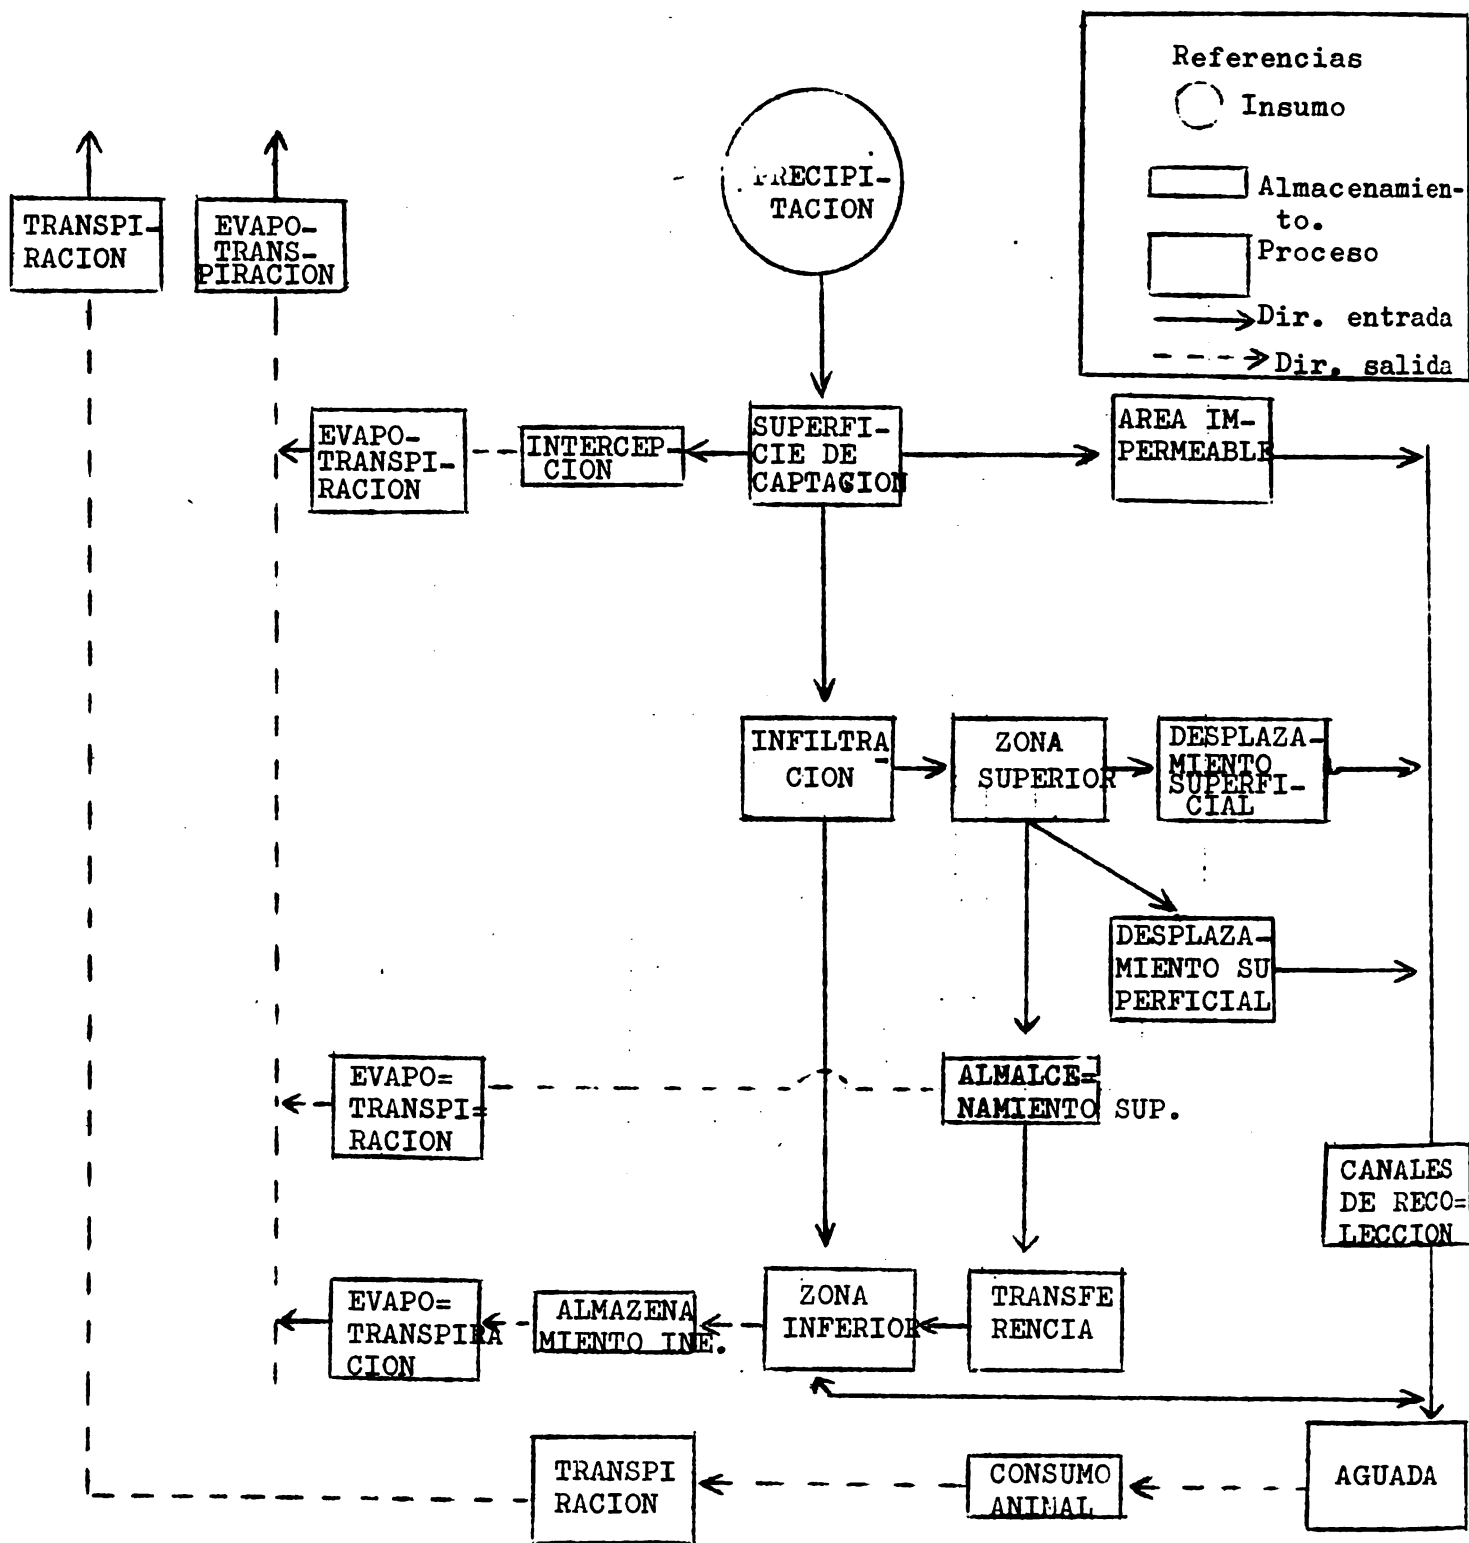 Referencias
Insumo
Almacenamien-
to.
Proceso
Dir. entrada
Dir. salida
PRECIPI-
TACION
TRANSPI-
RACION
EVAPO-
TRANS-
PIRACION
EVAPO-
TRANSPI-
RACION
INTERCEP-
CION
SUPERFI-
CIE DE
CAPTACION
AREA IM-
PERMEABLE
INFILTRA-
CION
ZONA
SUPERIOR
DESPLAZA-
MIENTO
SUPERFI-
CIAL
DESPLAZA-
MIENTO SU
PERFICIAL
EVAPO=
TRANSPI=
RACION
ALMALCE=
NAMIENTO SUP.
CANALES
DE RECO=
LECCION
EVAPO=
TRANSPIRA
CION
ALMAZENA
MIENTO INE.
ZONA
INFERIOR
TRANSFE
RENCIA
TRANSPI
RACION
CONSUMO
ANIMAL
AGUADA